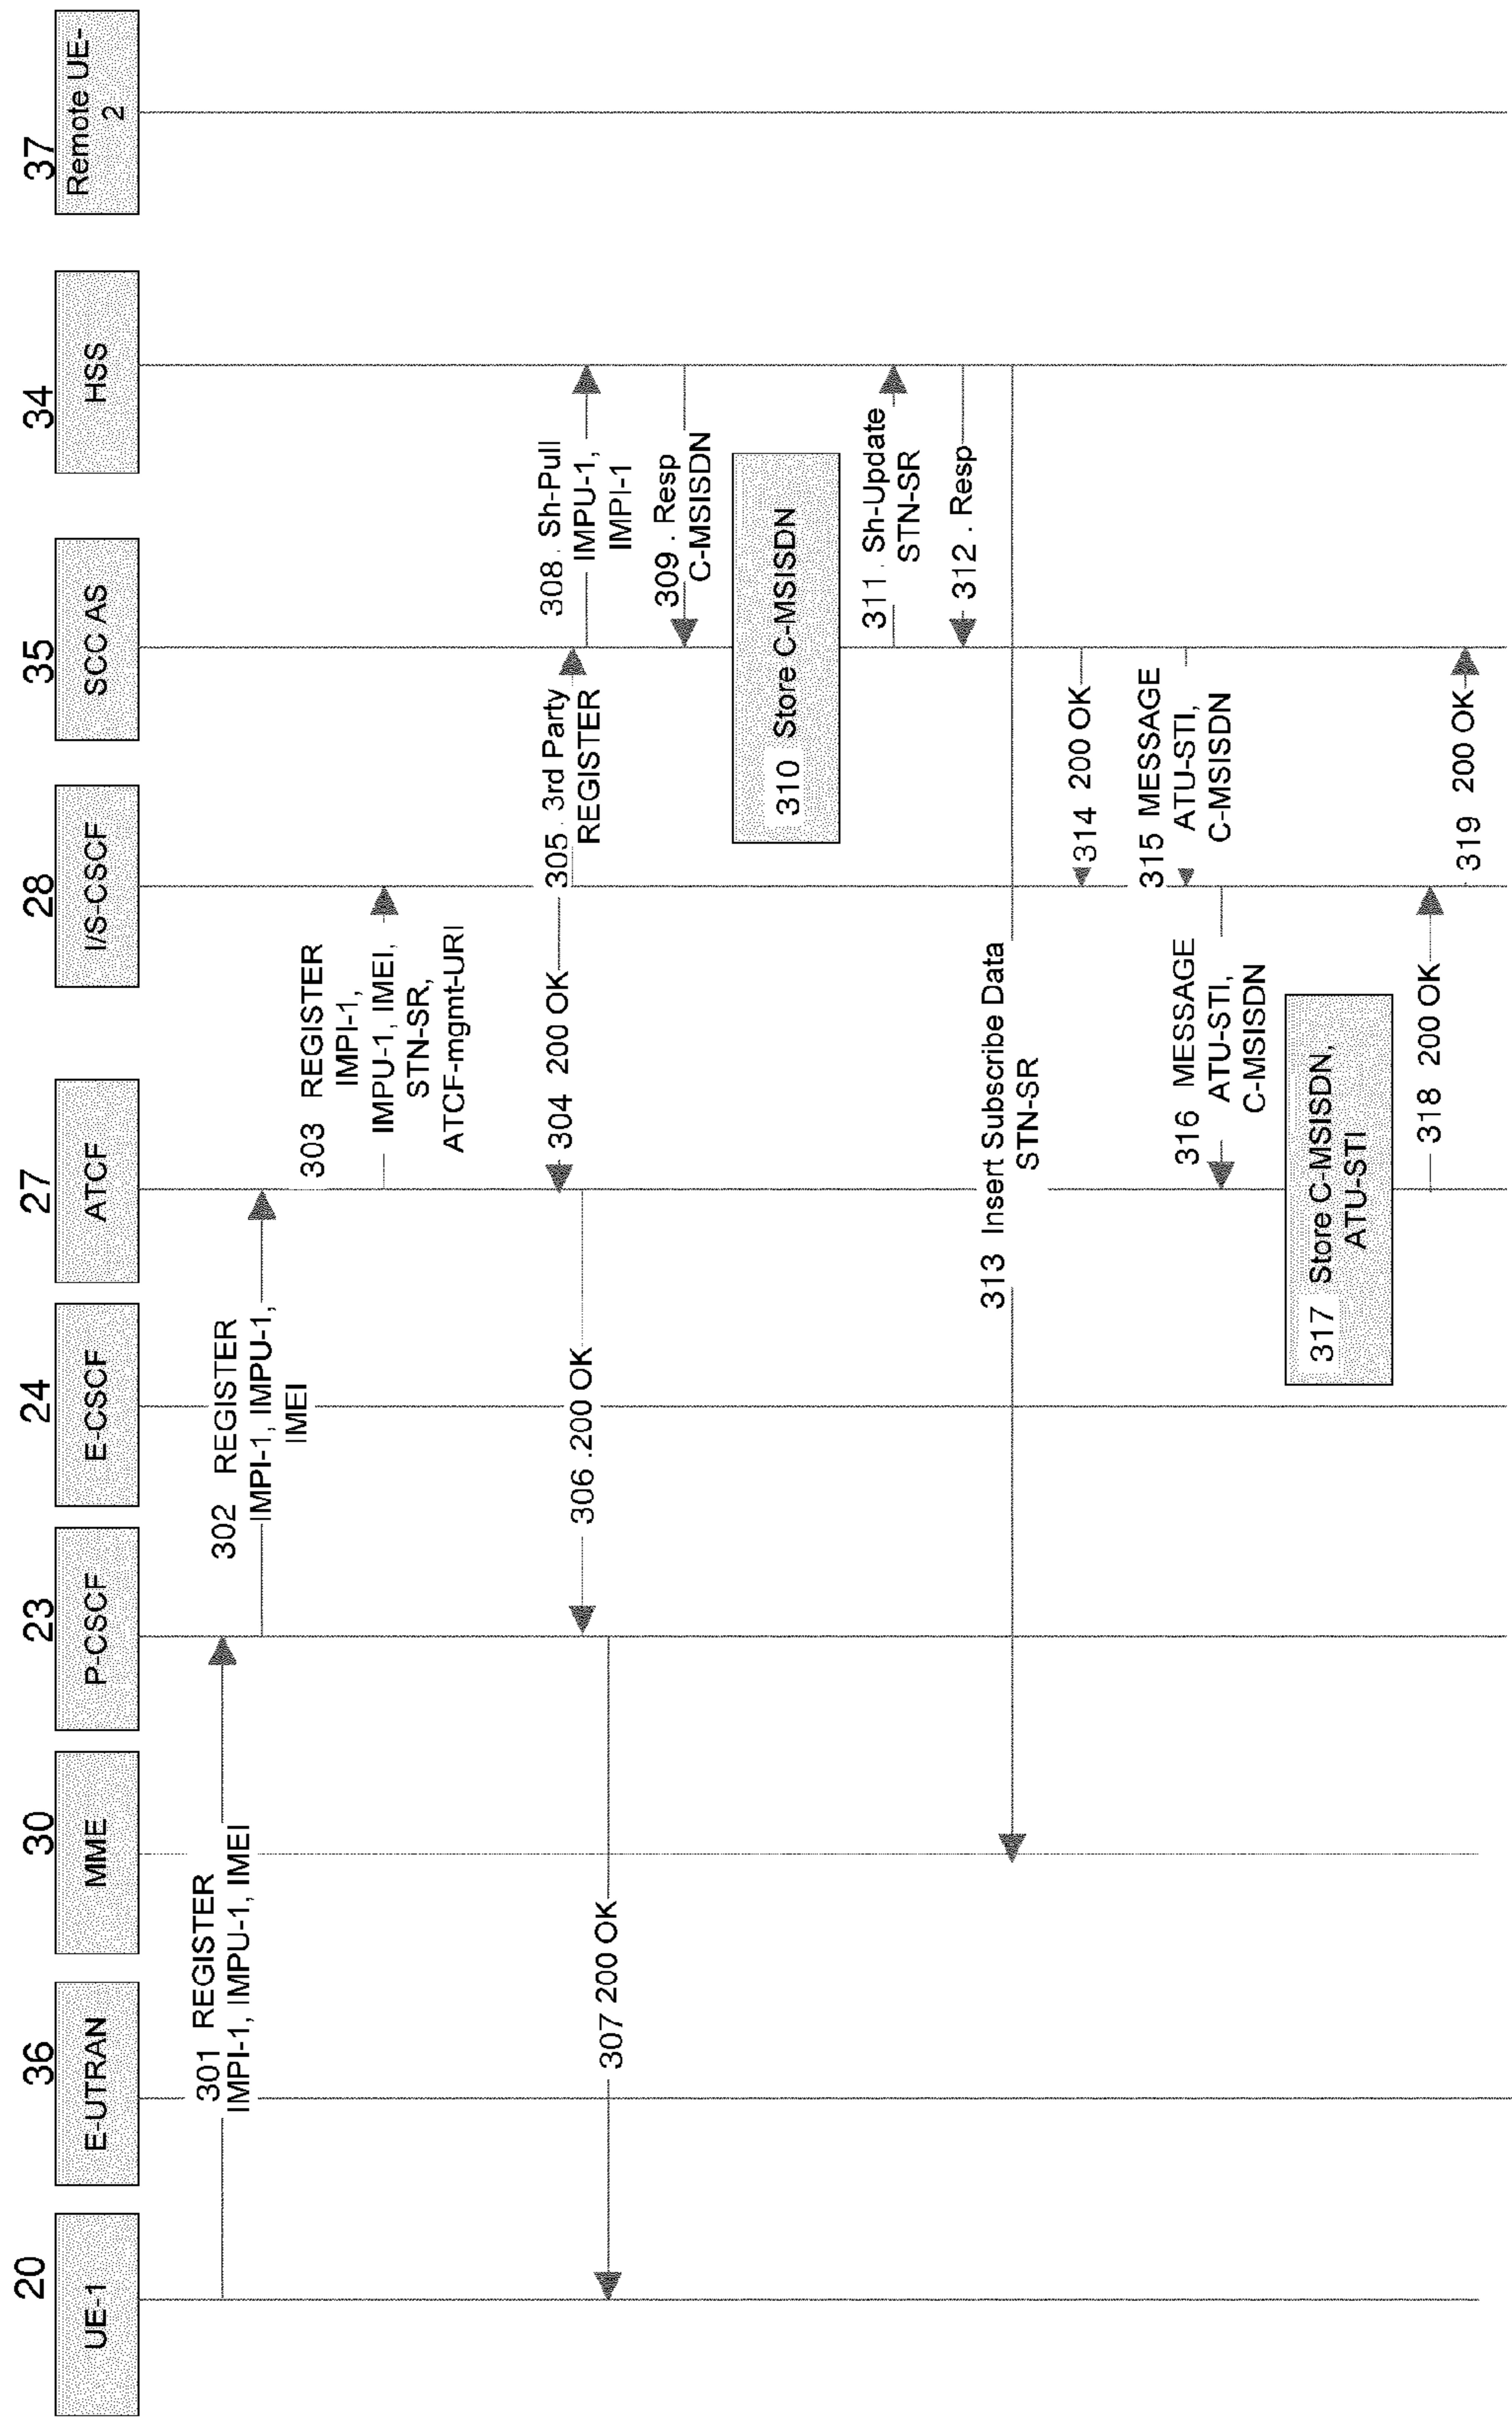 20
36
30
23
24
27
28
35
34
37
UE-1
E-UTRAN
MME
P-CSCF
E-CSCF
ATCF
I/S-CSCF
SCC AS
HSS
Remote UE-
2
301 REGISTER
IMPI-1, IMPU-1, IMEI
302 REGISTER
IMPI-1, IMPU-1,
IMEI
303 REGISTER
IMPI-1,
IMPU-1, IMEI,
STN-SR,
ATCF-mgmt-URI
304 200 OK
305 . 3rd Party
REGISTER
306 .200 OK
307 200 OK
308 . Sh-Pull
IMPU-1,
IMPI-1
309 . Resp
C-MSISDN
310 Store C-MSISDN
311 . Sh-Update
STN-SR
312 . Resp
313 Insert Subscribe Data
STN-SR
314 200 OK
315 MESSAGE
ATU-STI,
C-MSISDN
316 MESSAGE
ATU-STI,
C-MSISDN
317 Store C-MSISDN,
ATU-STI
318 200 OK
319 200 OK